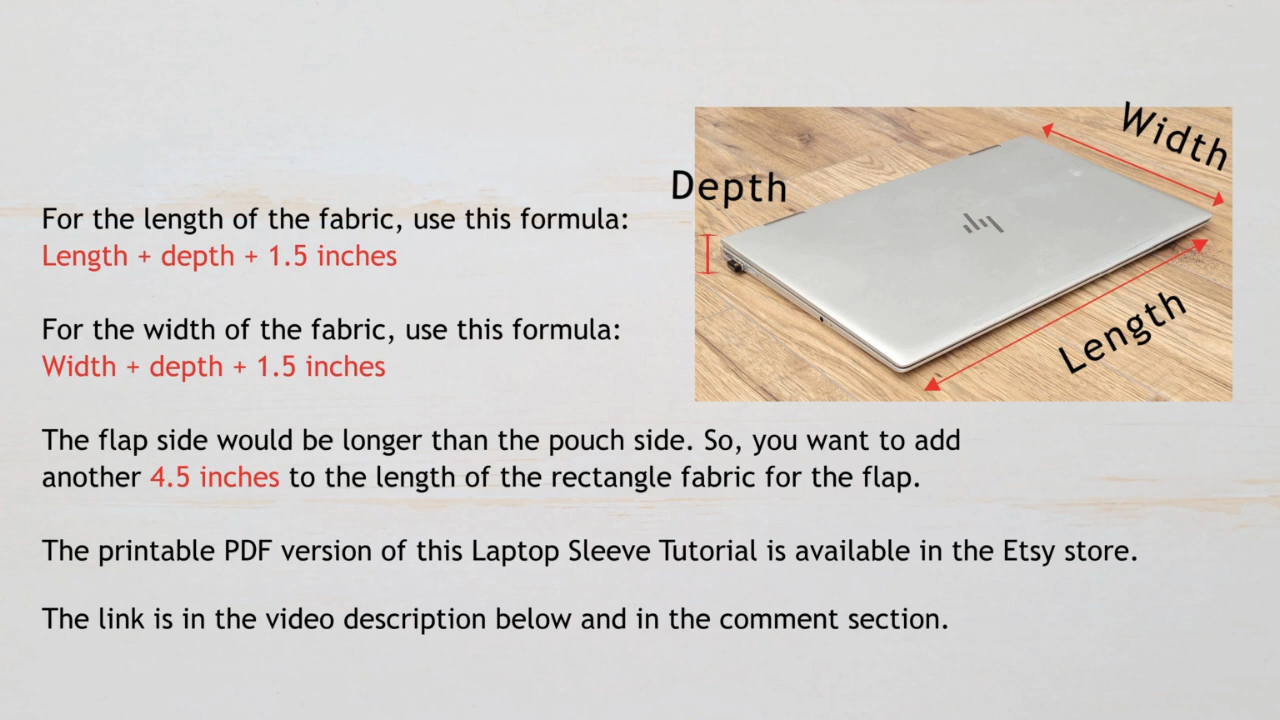 Width
Depth
For the length of the fabric, use this formula:
Length + depth + 1.5 inches
Length
For the width of the fabric, use this formula:
Width + depth + 1.5 inches
The flap side would be longer than the pouch side. So, you want to add
another 4.5 inches to the length of the rectangle fabric for the flap.
The printable PDF version of this Laptop Sleeve Tutorial is available in the Etsy store.
The link is in the video description below and in the comment section.